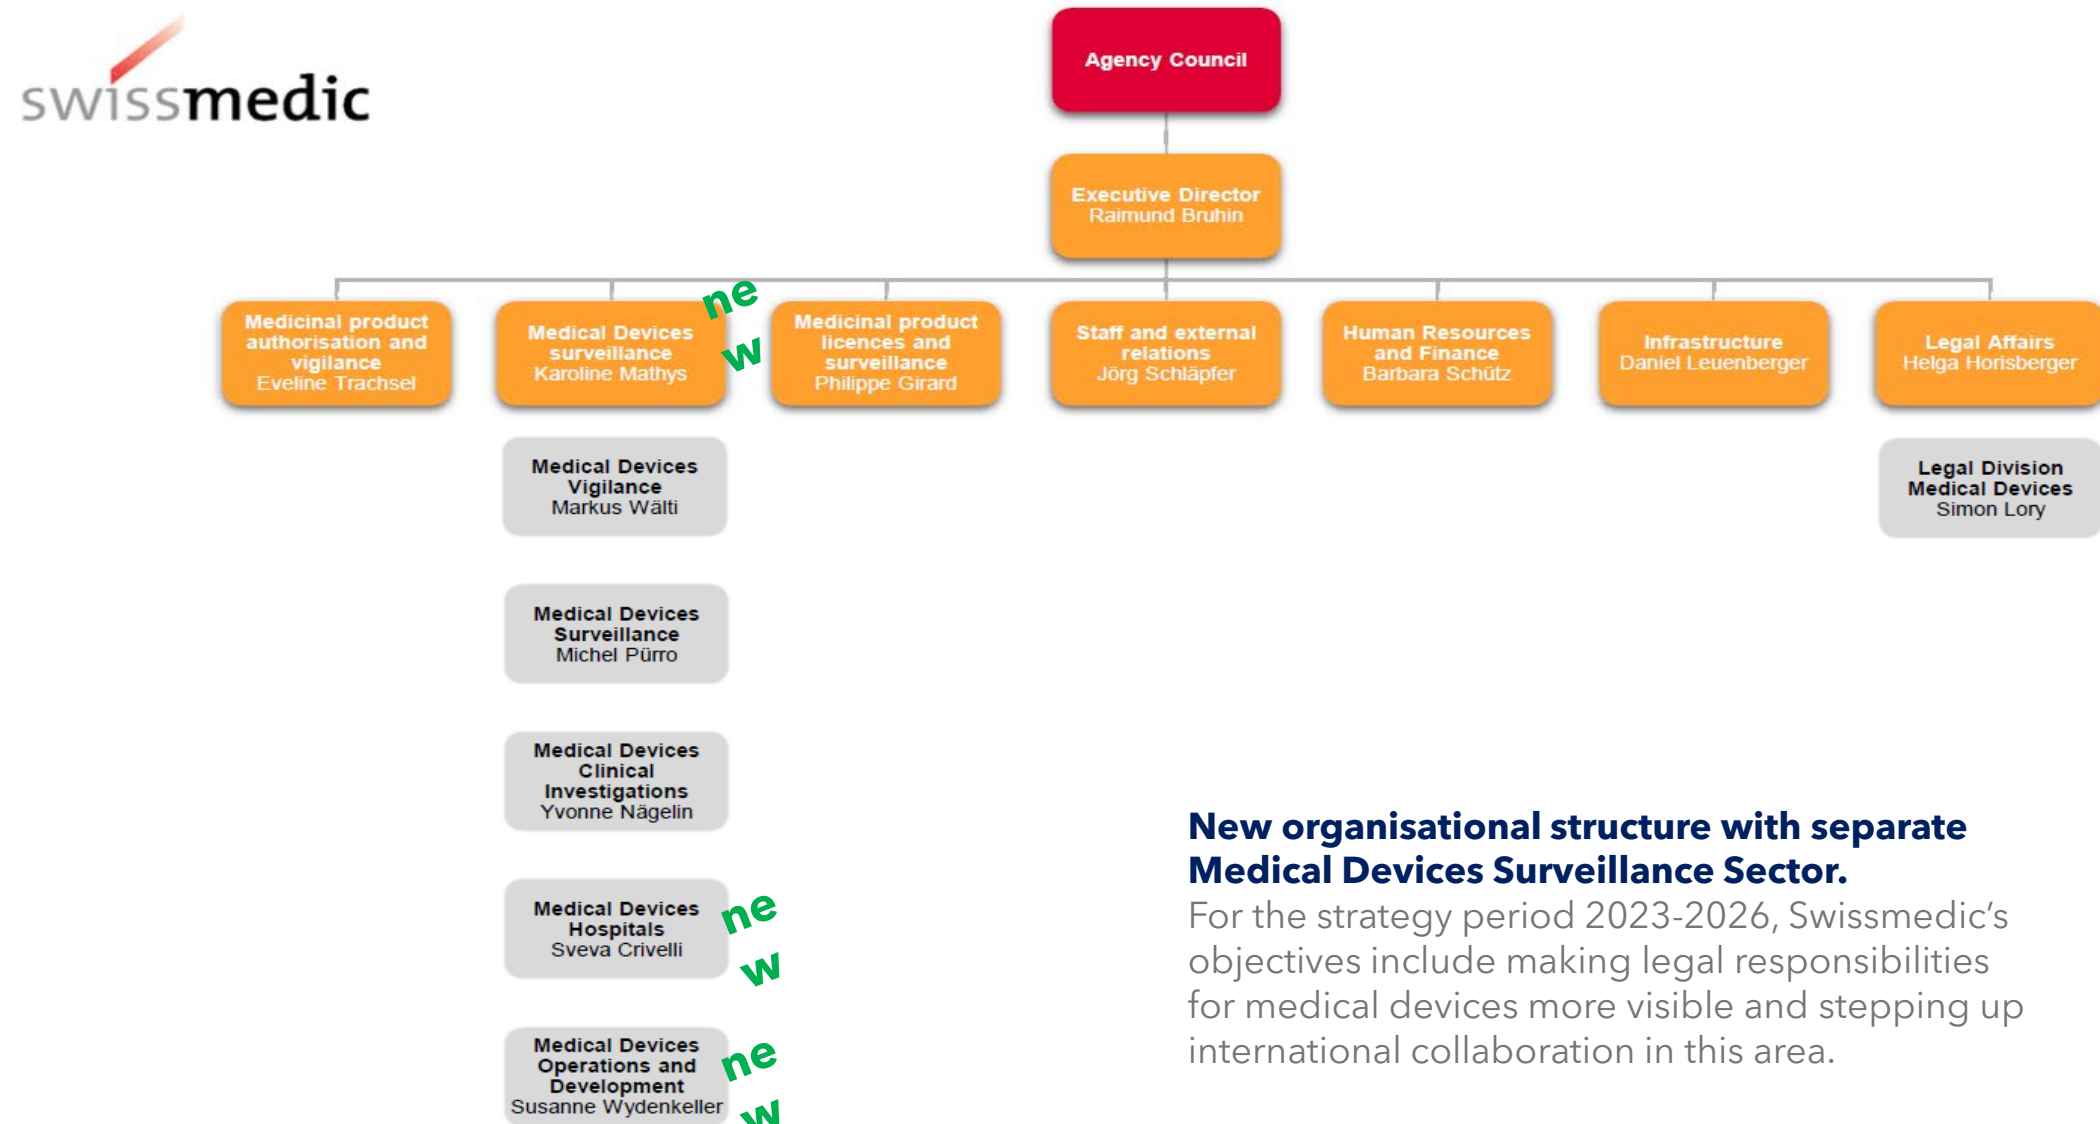 swissmedic
Agency Council
Executive Director
Raimund Bruhin
Medicinal product
authorisation and
vigilance
Eveline Trachsel
Medical Devices
surveillance
Karoline Mathys
ne
w
Medicinal product
licences and
surveillance
Philippe Girard
Staff and external
relations
Jörg Schläpfer
Human Resources
and Finance
Barbara Schütz
Infrastructure
Daniel Leuenberger
Legal Affairs
Helga Horisberger
Medical Devices
Vigilance
Markus Wälti
Legal Division
Medical Devices
Simon Lory
Medical Devices
Surveillance
Michel Pürro
Medical Devices
Clinical
Investigations
Yvonne Nägelin
Medical Devices
Hospitals
Sveva Crivelli
ne
w
Medical Devices
Operations and
Development
Susanne Wydenkeller
ne
w
New organisational structure with separate
Medical Devices Surveillance Sector.
For the strategy period 2023-2026, Swissmedic’s
objectives include making legal responsibilities
for medical devices more visible and stepping up
international collaboration in this area.